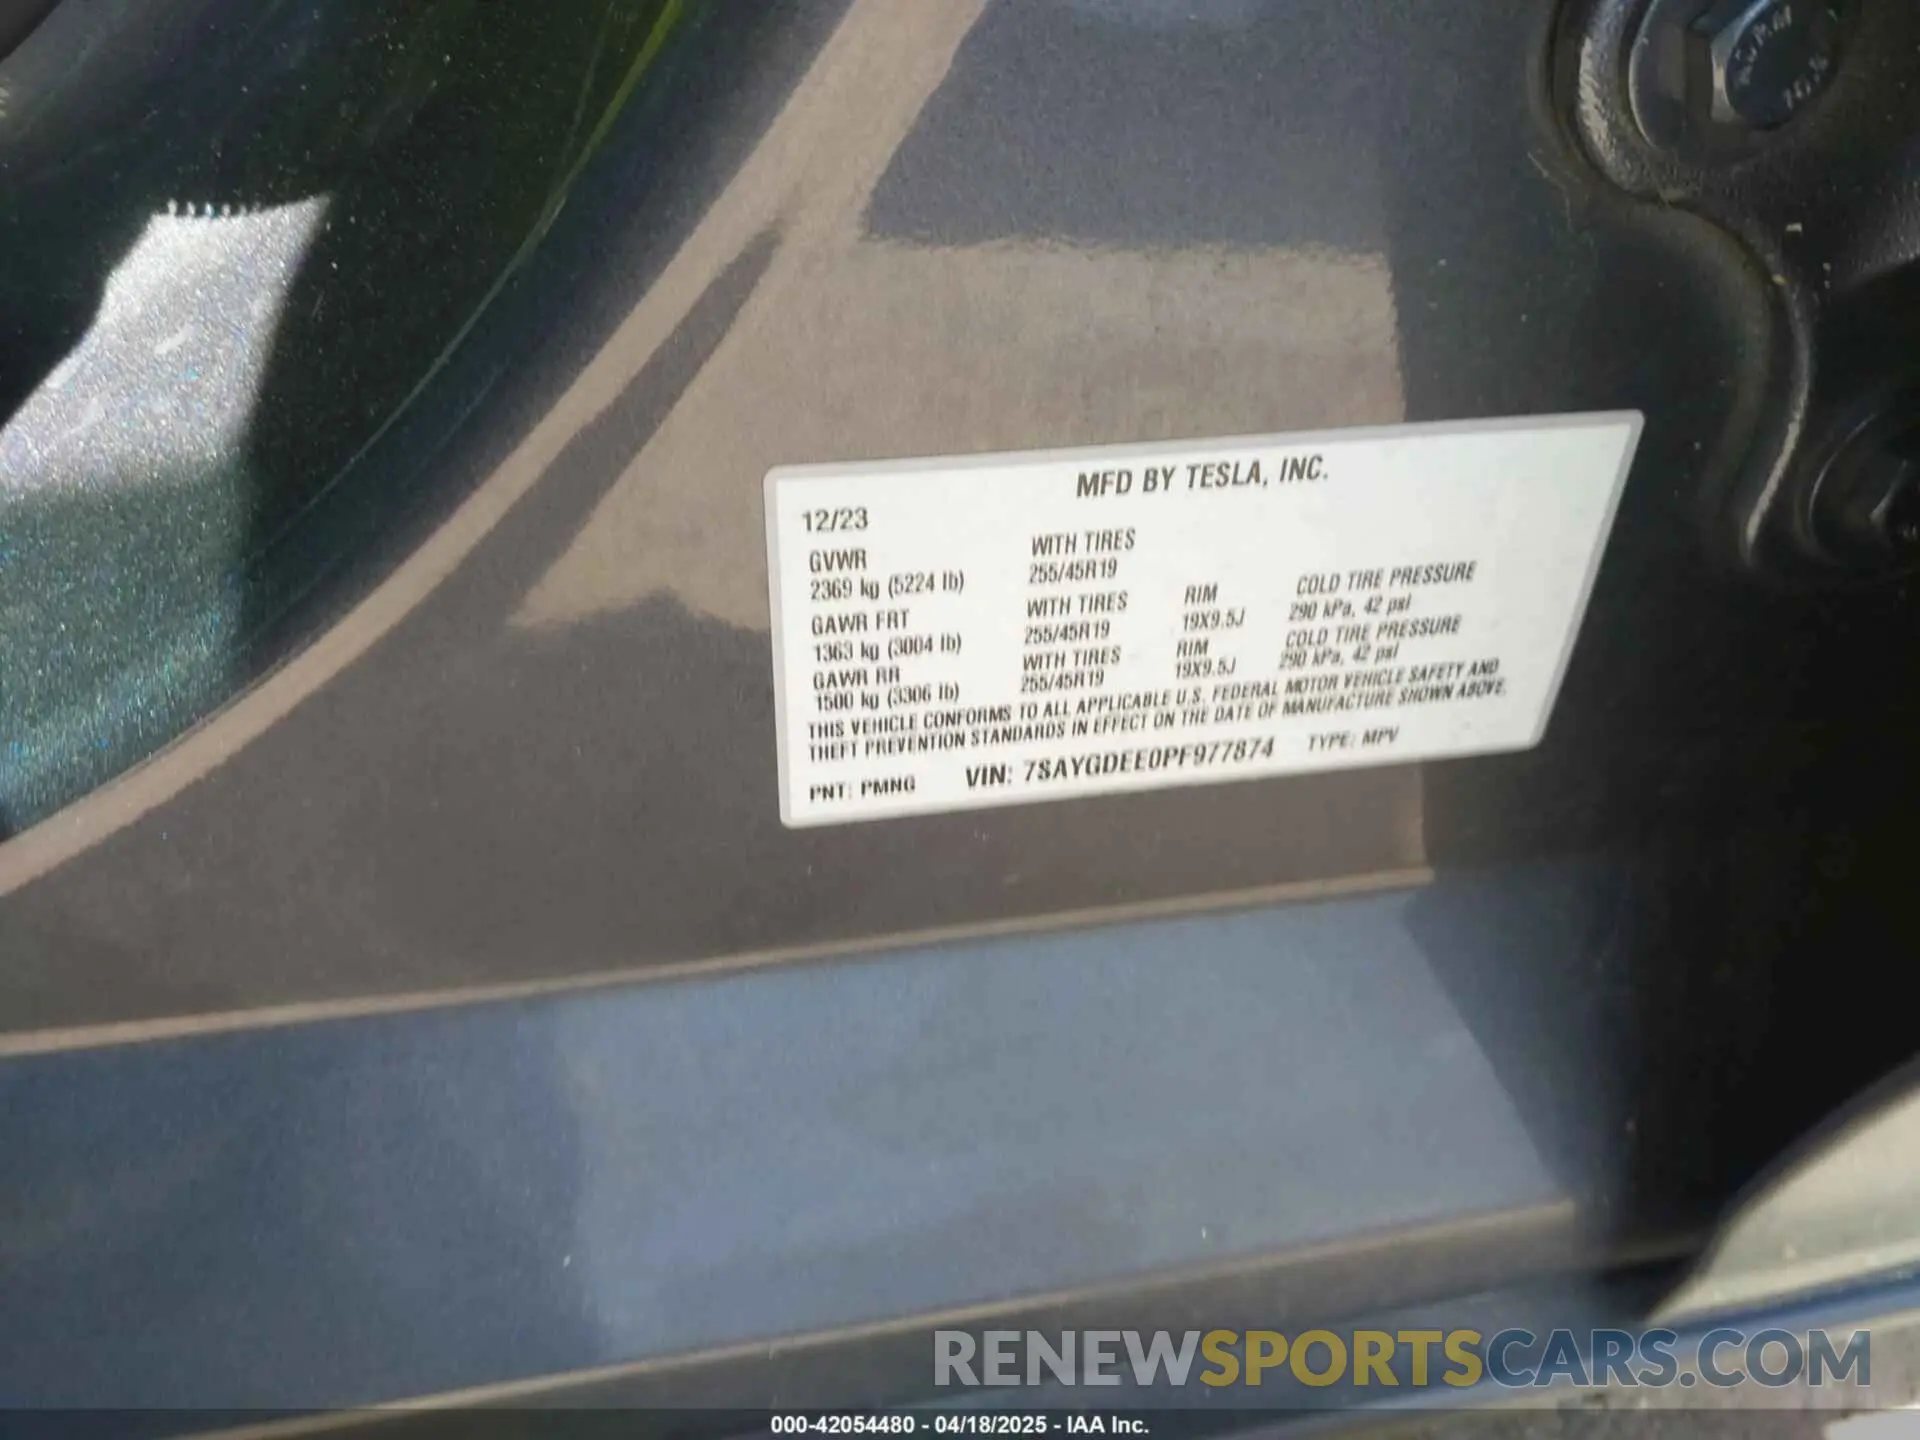 MFD BY TESLA, INC.
12/23
GVWR WITH TIRES
2369 kg (5224 lb) 255/45R19
GAWR FRT WITH TIRES RIM COLD TIRE PRESSURE
1363 kg (3004 lb) 255/45R19 19X9.5J 290 kPa, 42 psi
GAWR RR WITH TIRES RIM COLD TIRE PRESSURE
1500 kg (3306 lb) 255/45R19 19X9.5J 290 kPa, 42 psi
THIS VEHICLE CONFORMS TO ALL APPLICABLE U.S. FEDERAL MOTOR VEHICLE SAFETY AND
THEFT PREVENTION STANDARDS IN EFFECT ON THE DATE OF MANUFACTURE SHOWN ABOVE.
PNT: PMNG VIN: 7SAYGDEE0PF977874 TYPE: MPV
RENEWSPORTSCARS.COM
000-42054480 - 04/18/2025 - IAA Inc.